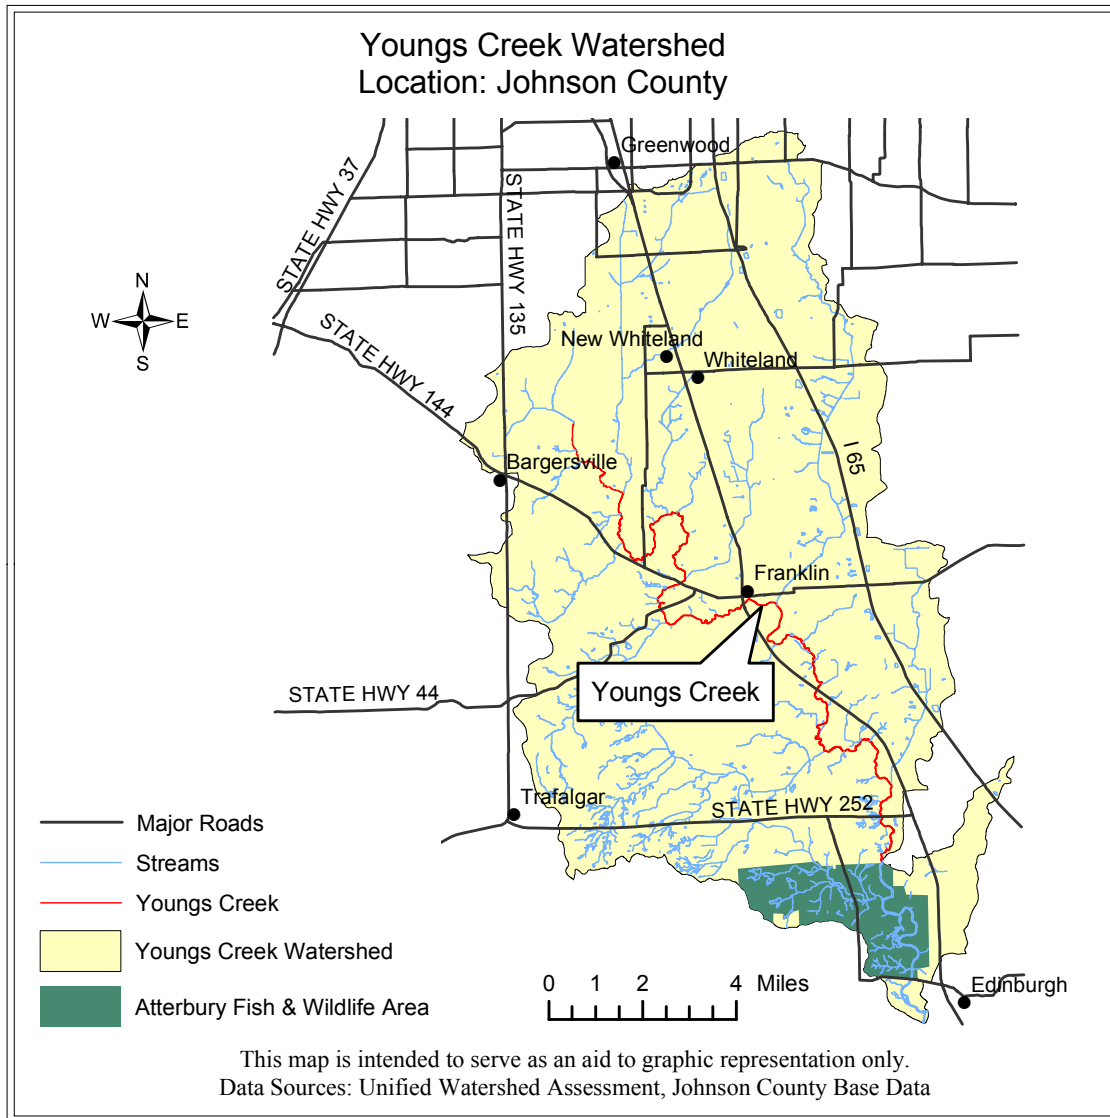 Youngs Creek Watershed
Location: Johnson County
Greenwood
STATE HWY 37
STATE HWY 135
N
W E
S
STATE HWY 144
New Whiteland
Whiteland
I 65
Bargersville
Franklin
Youngs Creek
STATE HWY 44
Trafalgar
STATE HWY 252
Major Roads
Streams
Youngs Creek
Youngs Creek Watershed
Atterbury Fish & Wildlife Area
0 1 2 4 Miles
Edinburgh
This map is intended to serve as an aid to graphic representation only.
Data Sources: Unified Watershed Assessment, Johnson County Base Data